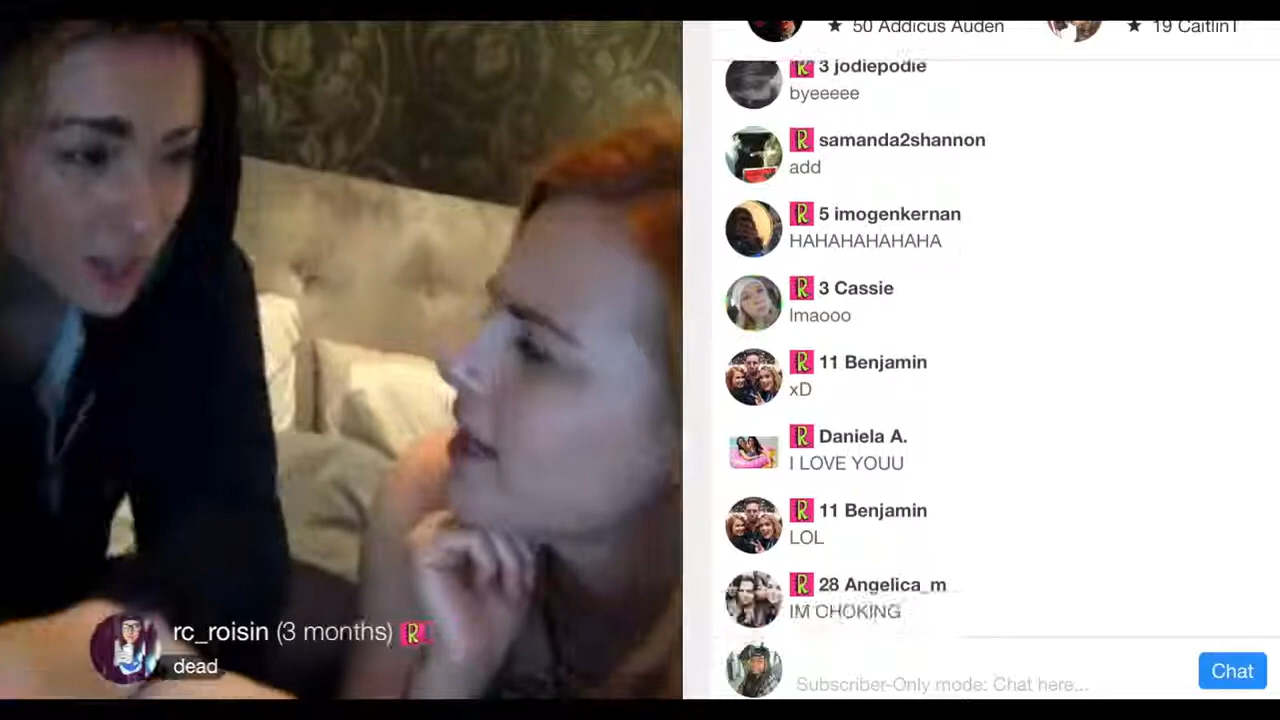 ★ 50 Addicus Auden
★ 19 CaitlinT
R 3 jodiepodie
byeeeee
R samanda2shannon
add
R 5 imogenkernan
HAHAHAHAHAHA
R 3 Cassie
lmaooo
R 11 Benjamin
xD
R Daniela A.
I LOVE YOUU
R 11 Benjamin
LOL
R 28 Angelica_m
IM CHOKING
rc_roisin (3 months) R
dead
Subscriber-Only mode: Chat here...
Chat